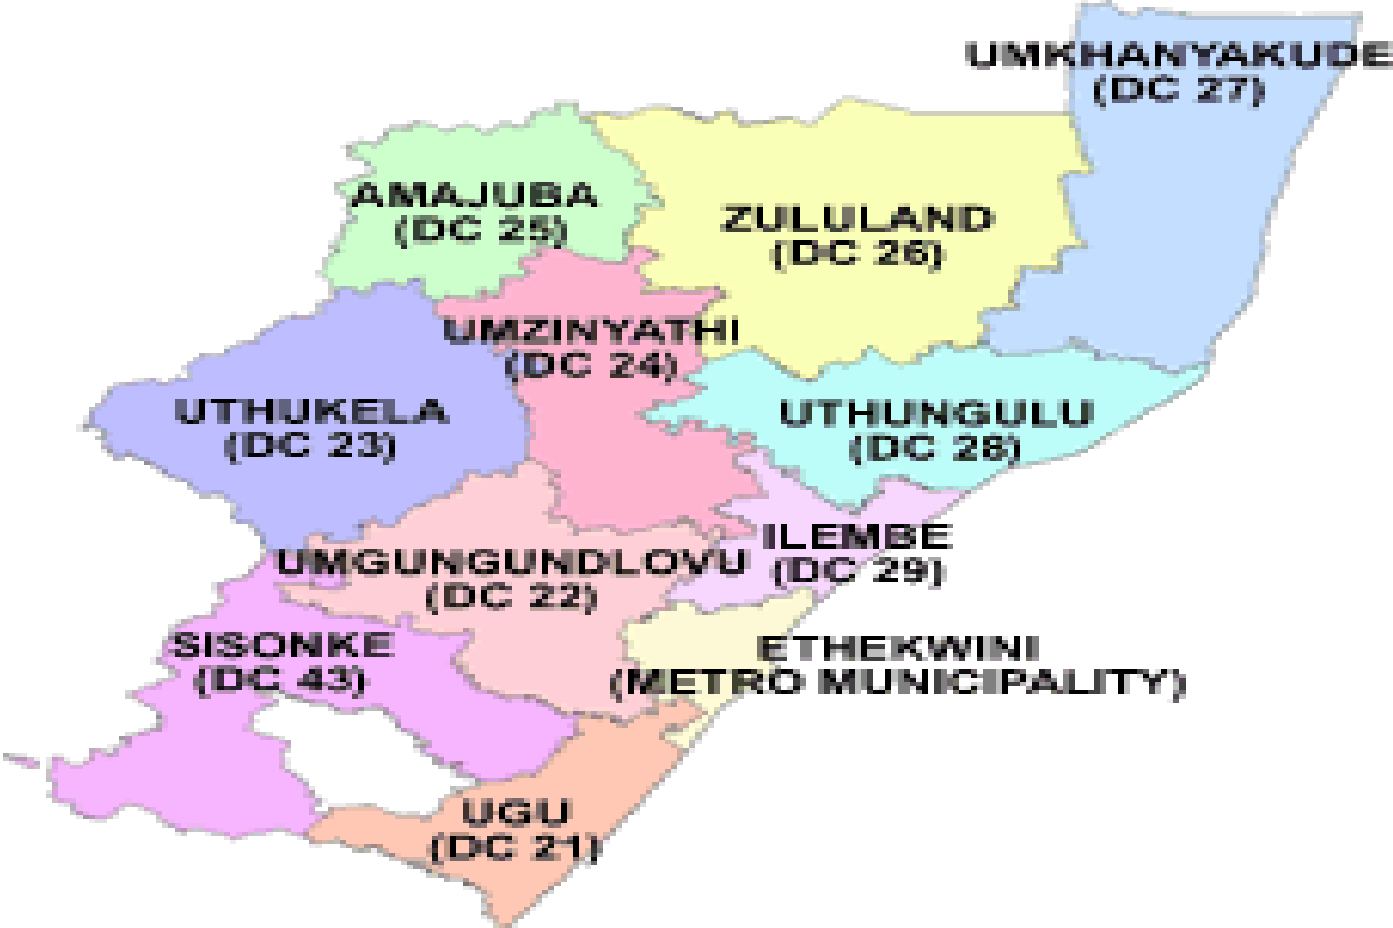 UMKHANYAKUDE
(DC 27)
AMAJUBA
(DC 25)
ZULULAND
(DC 26)
UMZINYATHI
(DC 24)
UTHUKELA
(DC 23)
UTHUNGULU
(DC 28)
ILEMBE
(DC 29)
UMGUNGUNDLOVU
(DC 22)
SISONKE
(DC 43)
ETHEKWINI
(METRO MUNICIPALITY)
UGU
(DC 21)